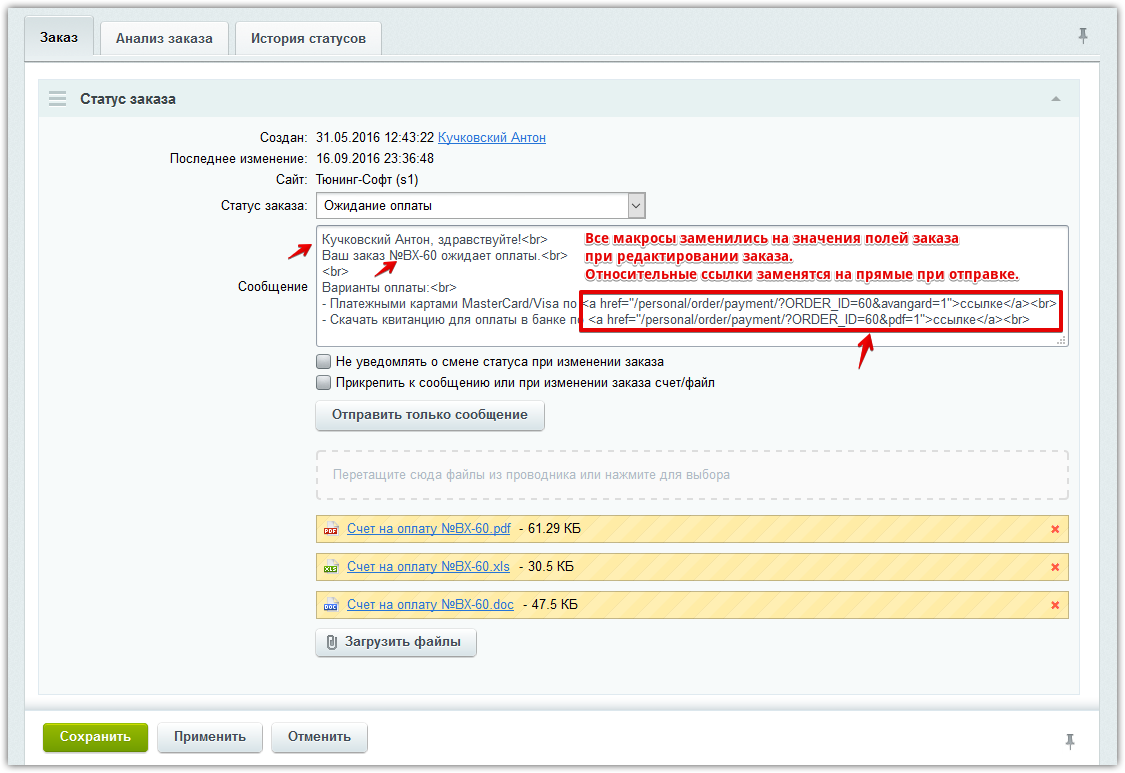 Заказ
Анализ заказа
История статусов
Статус заказа
Создан: 31.05.2016 12:43:22 Кучковский Антон
Последнее изменение: 16.09.2016 23:36:48
Сайт: Тюнинг-Софт (s1)
Статус заказа: Ожидание оплаты
Все макросы заменились на значения полей заказа
при редактировании заказа.
Относительные ссылки заменятся на прямые при отправке.
Сообщение
Кучковский Антон, здравствуйте!<br>
Ваш заказ №BX-60 ожидает оплаты.<br>
<br>
Варианты оплаты:<br>
- Платежными картами MasterCard/Visa по <a href="/personal/order/payment/?ORDER_ID=60&avangard=1">ссылке</a><br>
- Скачать квитанцию для оплаты в банке по <a href="/personal/order/payment/?ORDER_ID=60&pdf=1">ссылке</a><br>
Не уведомлять о смене статуса при изменении заказа
Прикрепить к сообщению или при изменении заказа счет/файл
Отправить только сообщение
Перетащите сюда файлы из проводника или нажмите для выбора
PDF Счет на оплату №BX-60.pdf - 61.29 КБ
XLS Счет на оплату №BX-60.xls - 30.5 КБ
DOC Счет на оплату №BX-60.doc - 47.5 КБ
Загрузить файлы
Сохранить
Применить
Отменить